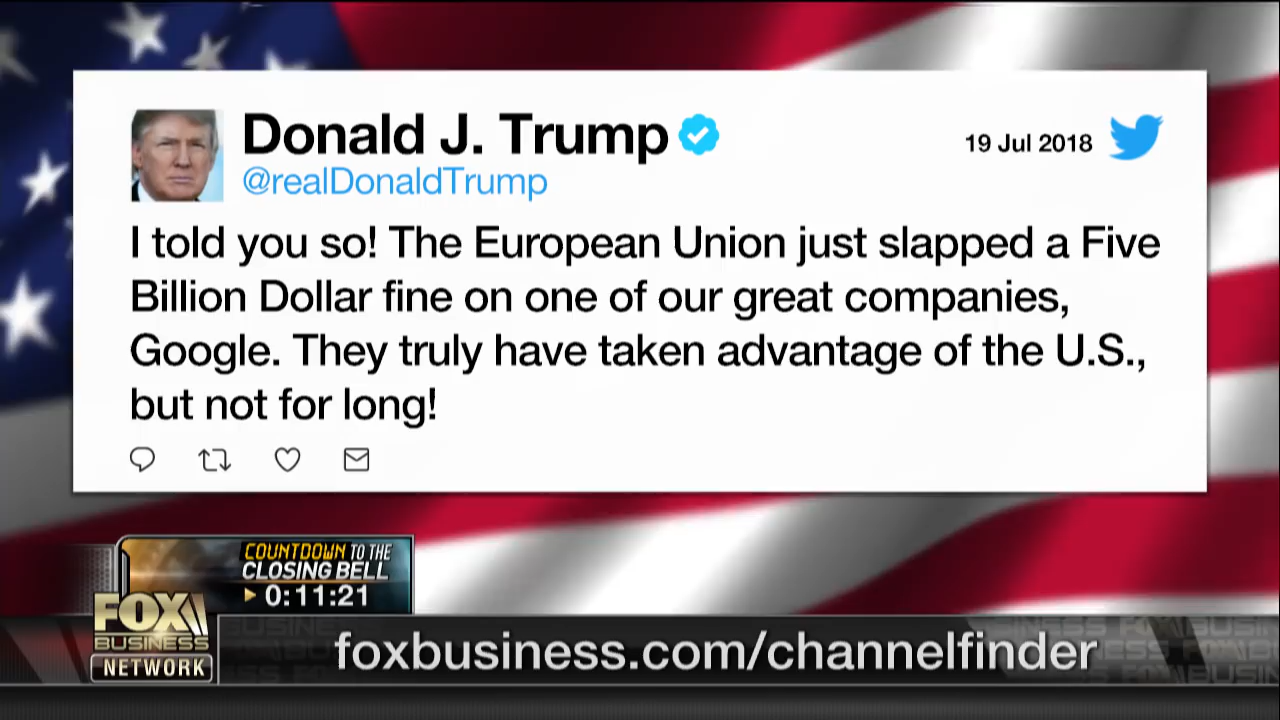 Donald J. Trump
19 Jul 2018
@realDonaldTrump
I told you so! The European Union just slapped a Five
Billion Dollar fine on one of our great companies,
Google. They truly have taken advantage of the U.S.,
but not for long!
COUNTDOWN TO THE
CLOSING BELL
0:11:21
FOX
BUSINESS
NETWORK
foxbusiness.com/channelfinder